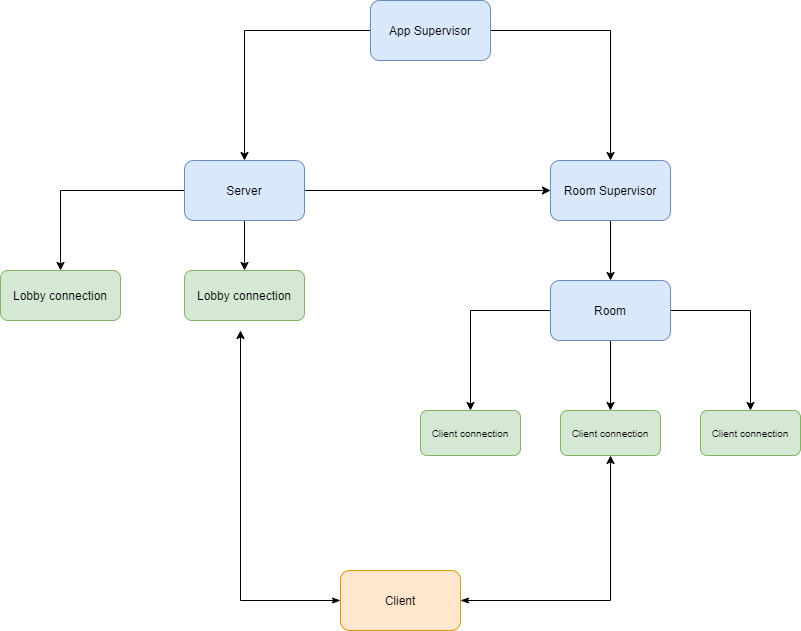 App Supervisor
Server
Room Supervisor
Lobby connection
Lobby connection
Room
Client connection
Client connection
Client connection
Client